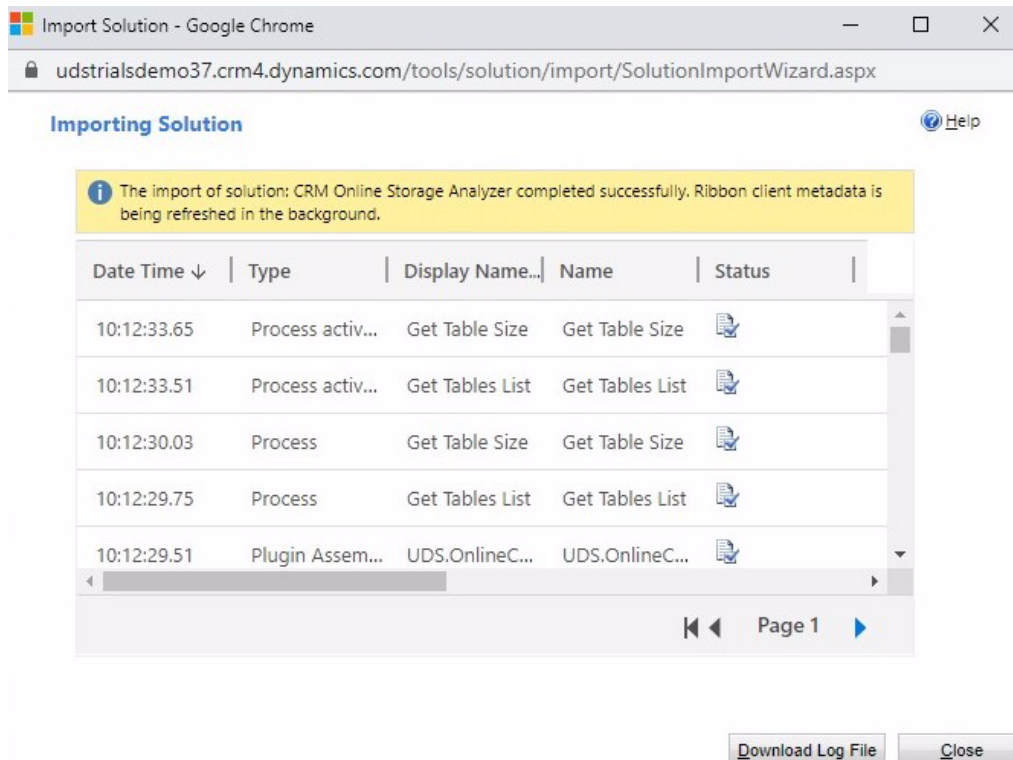 Import Solution - Google Chrome
udstrialsdemo37.crm4.dynamics.com/tools/solution/import/SolutionImportWizard.aspx
Importing Solution
Help
The import of solution: CRM Online Storage Analyzer completed successfully. Ribbon client metadata is
being refreshed in the background.
Date Time ↓ Type Display Name... Name Status
10:12:33.65 Process activ... Get Table Size Get Table Size
10:12:33.51 Process activ... Get Tables List Get Tables List
10:12:30.03 Process Get Table Size Get Table Size
10:12:29.75 Process Get Tables List Get Tables List
10:12:29.51 Plugin Assem... UDS.OnlineC... UDS.OnlineC...
Page 1
Download Log File Close